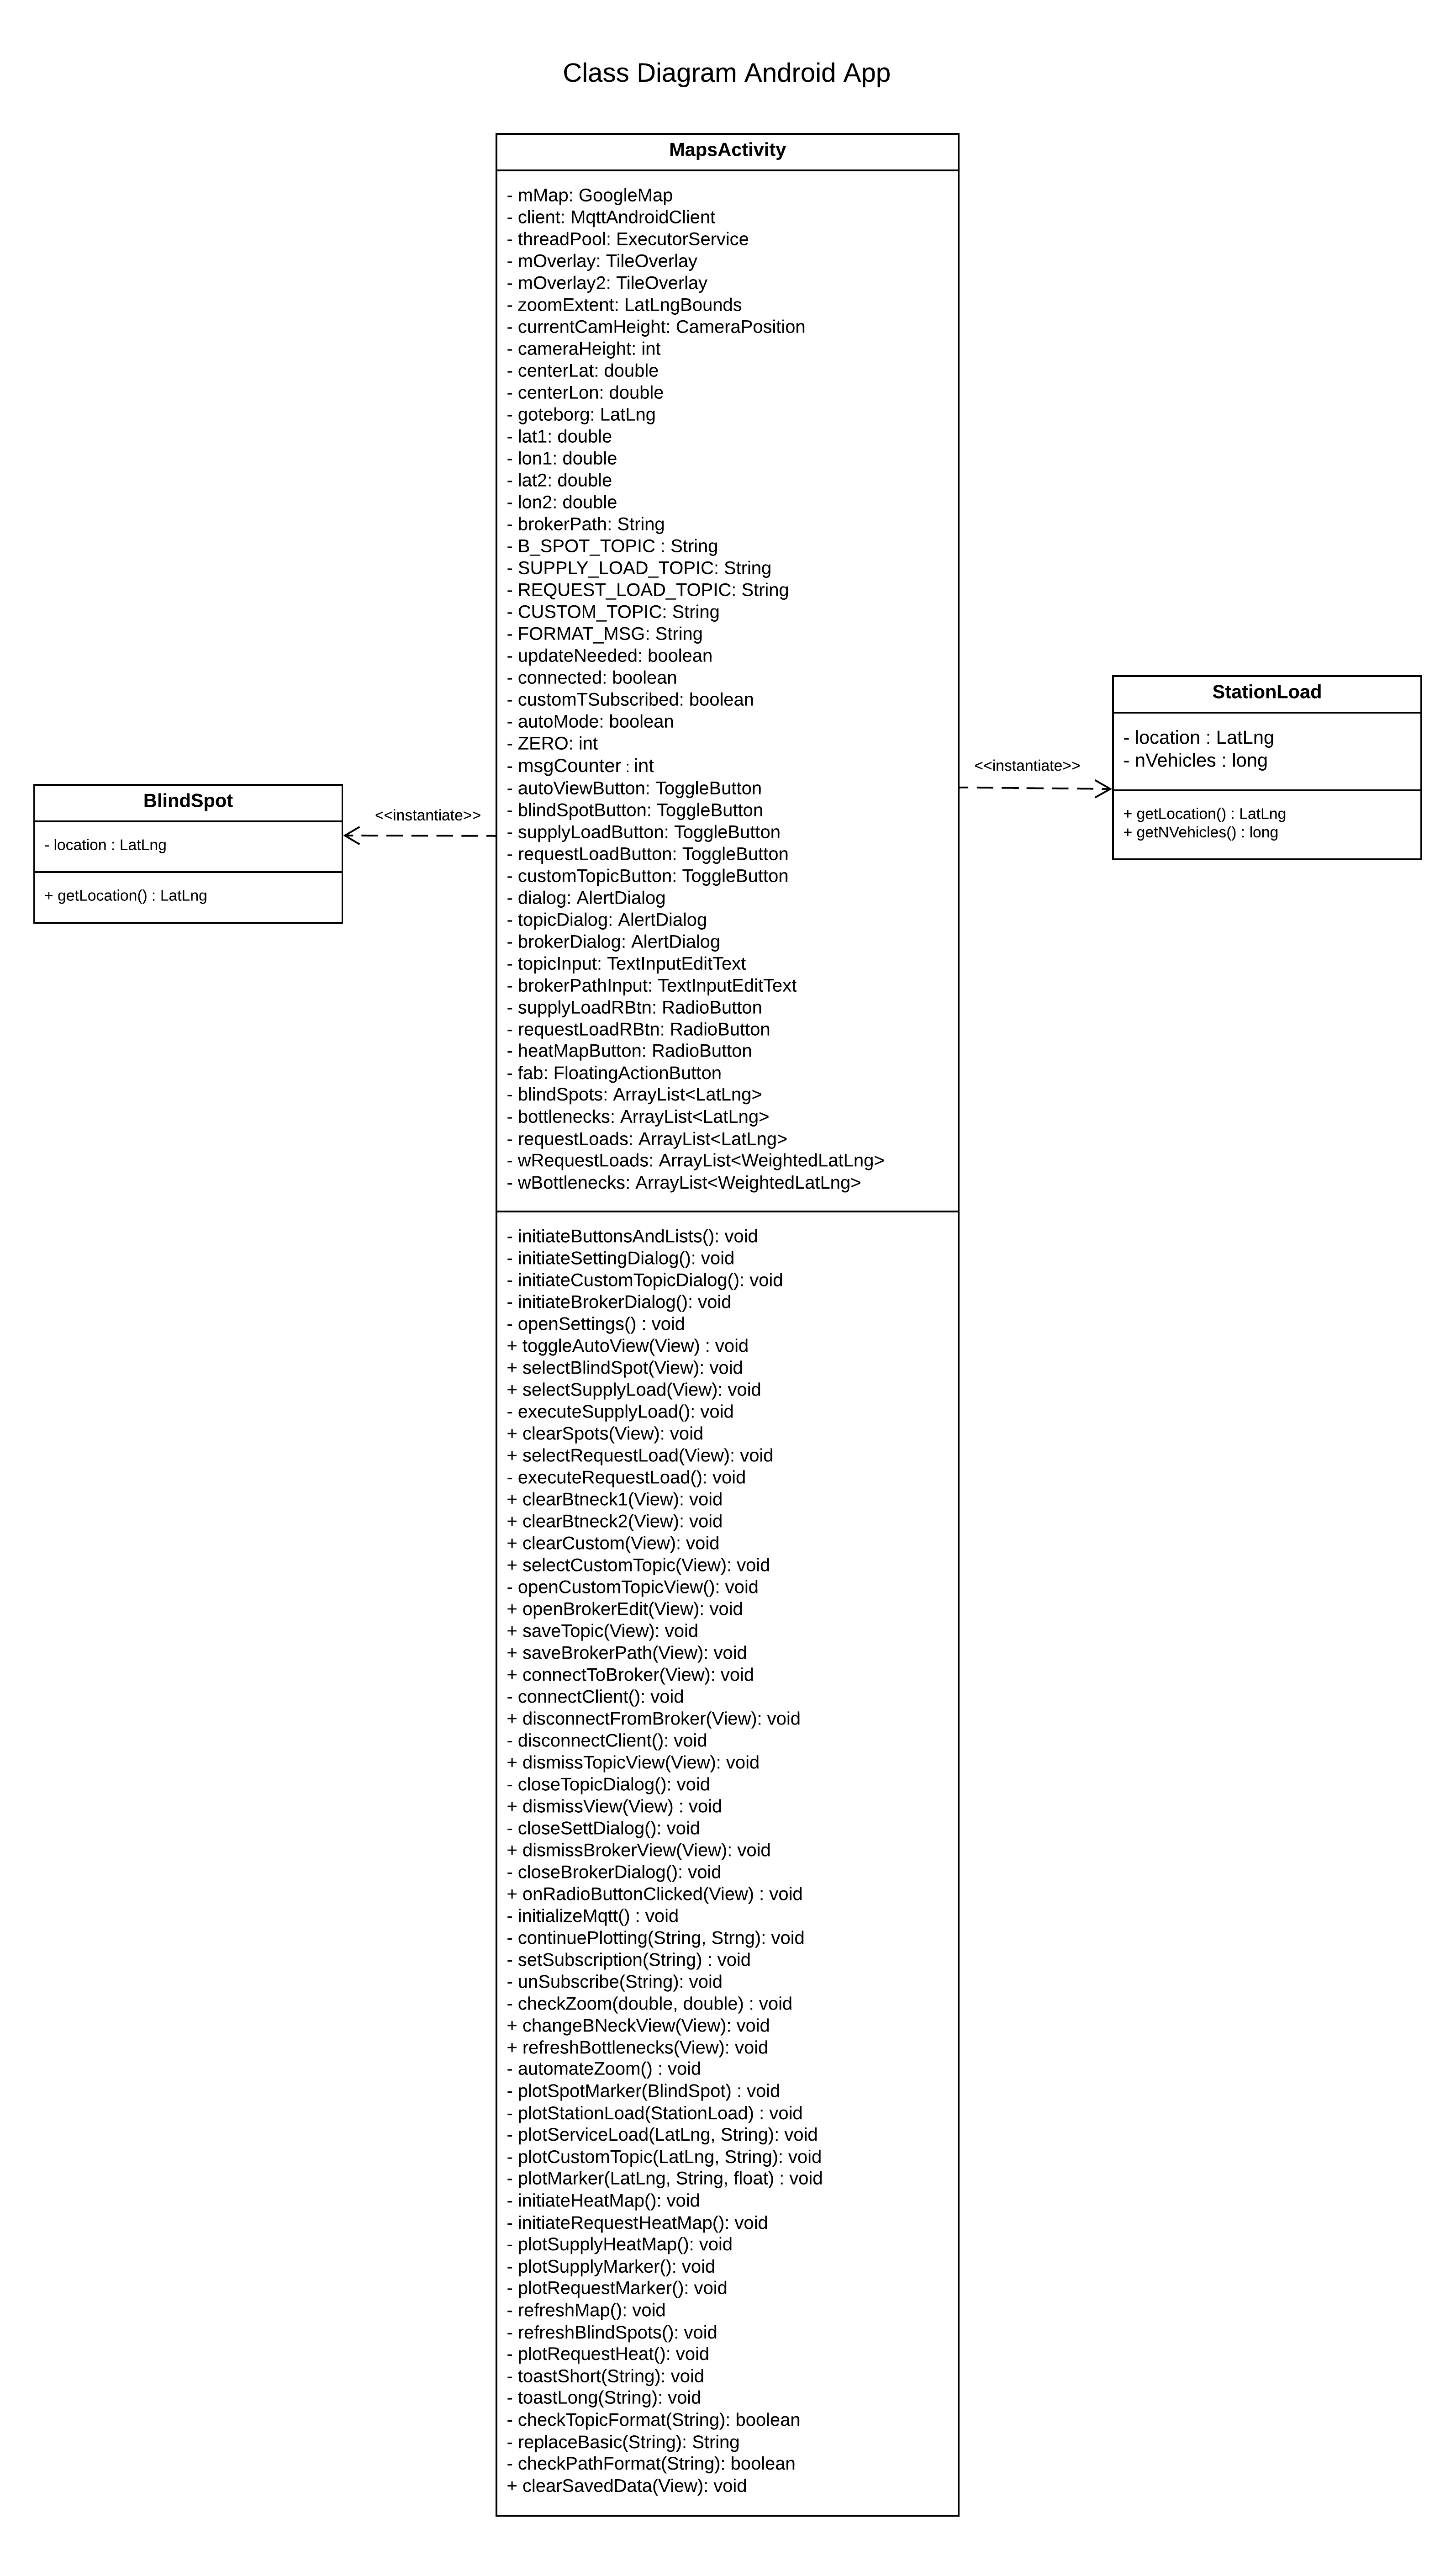 Class Diagram Android App
MapsActivity
- mMap: GoogleMap
- client: MqttAndroidClient
- threadPool: ExecutorService
- mOverlay: TileOverlay
- mOverlay2: TileOverlay
- zoomExtent: LatLngBounds
- currentCamHeight: CameraPosition
- cameraHeight: int
- centerLat: double
- centerLon: double
- goteborg: LatLng
- lat1: double
- lon1: double
- lat2: double
- lon2: double
- brokerPath: String
- B_SPOT_TOPIC : String
- SUPPLY_LOAD_TOPIC: String
- REQUEST_LOAD_TOPIC: String
- CUSTOM_TOPIC: String
- FORMAT_MSG: String
- updateNeeded: boolean
- connected: boolean
- customTSubscribed: boolean
- autoMode: boolean
- ZERO: int
- msgCounter : int
- autoViewButton: ToggleButton
- blindSpotButton: ToggleButton
- supplyLoadButton: ToggleButton
- requestLoadButton: ToggleButton
- customTopicButton: ToggleButton
- dialog: AlertDialog
- topicDialog: AlertDialog
- brokerDialog: AlertDialog
- topicInput: TextInputEditText
- brokerPathInput: TextInputEditText
- supplyLoadRBtn: RadioButton
- requestLoadRBtn: RadioButton
- heatMapButton: RadioButton
- fab: FloatingActionButton
- blindSpots: ArrayList<LatLng>
- bottlenecks: ArrayList<LatLng>
- requestLoads: ArrayList<LatLng>
- wRequestLoads: ArrayList<WeightedLatLng>
- wBottlenecks: ArrayList<WeightedLatLng>
- initiateButtonsAndLists(): void
- initiateSettingDialog(): void
- initiateCustomTopicDialog(): void
- initiateBrokerDialog(): void
- openSettings() : void
+ toggleAutoView(View) : void
+ selectBlindSpot(View): void
+ selectSupplyLoad(View): void
- executeSupplyLoad(): void
+ clearSpots(View): void
+ selectRequestLoad(View): void
- executeRequestLoad(): void
+ clearBtneck1(View): void
+ clearBtneck2(View): void
+ clearCustom(View): void
+ selectCustomTopic(View): void
- openCustomTopicView(): void
+ openBrokerEdit(View): void
+ saveTopic(View): void
+ saveBrokerPath(View): void
+ connectToBroker(View): void
- connectClient(): void
+ disconnectFromBroker(View): void
- disconnectClient(): void
+ dismissTopicView(View): void
- closeTopicDialog(): void
+ dismissView(View) : void
- closeSettDialog(): void
+ dismissBrokerView(View): void
- closeBrokerDialog(): void
+ onRadioButtonClicked(View) : void
- initializeMqtt() : void
- continuePlotting(String, Strng): void
- setSubscription(String) : void
- unSubscribe(String): void
- checkZoom(double, double) : void
+ changeBNeckView(View): void
+ refreshBottlenecks(View): void
- automateZoom() : void
- plotSpotMarker(BlindSpot) : void
- plotStationLoad(StationLoad) : void
- plotServiceLoad(LatLng, String): void
- plotCustomTopic(LatLng, String): void
- plotMarker(LatLng, String, float) : void
- initiateHeatMap(): void
- initiateRequestHeatMap(): void
- plotSupplyHeatMap(): void
- plotSupplyMarker(): void
- plotRequestMarker(): void
- refreshMap(): void
- refreshBlindSpots(): void
- plotRequestHeat(): void
- toastShort(String): void
- toastLong(String): void
- checkTopicFormat(String): boolean
- replaceBasic(String): String
- checkPathFormat(String): boolean
+ clearSavedData(View): void
<<instantiate>>
BlindSpot
- location : LatLng
+ getLocation() : LatLng
<<instantiate>>
StationLoad
- location : LatLng
- nVehicles : long
+ getLocation() : LatLng
+ getNVehicles() : long